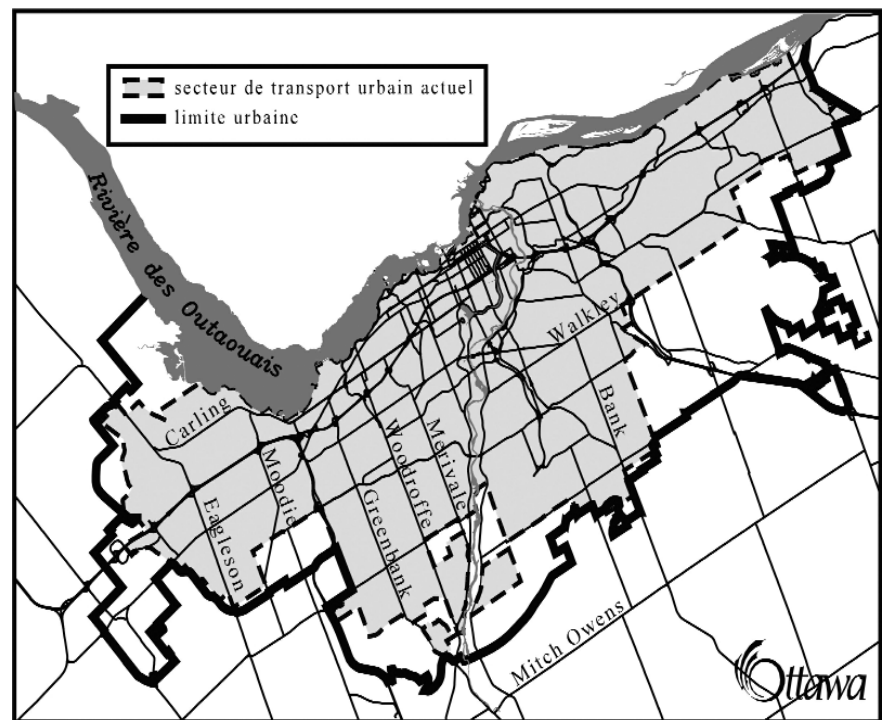 secteur de transport urbain actuel
limite urbaine
Rivière des Outaouais
Carling
Walkley
Moodie
Eagleson
Greenbank
Woodroffe
Merivale
Bank
Mitch Owens
Ottawa